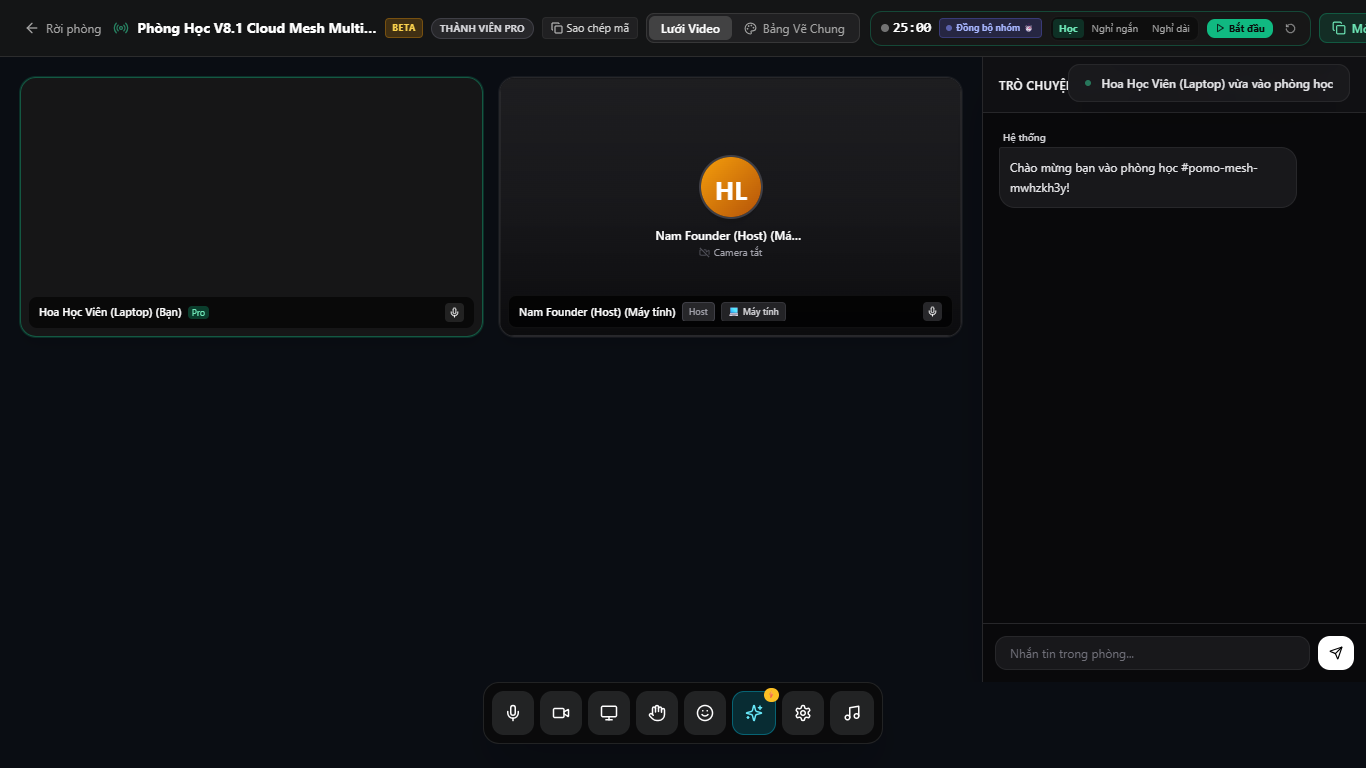 Rời phòng
Phòng Học V8.1 Cloud Mesh Multi...
BETA
THÀNH VIÊN PRO
Sao chép mã
Lưới Video
Bảng Vẽ Chung
25:00
Đồng bộ nhóm
Học
Nghỉ ngắn
Nghỉ dài
Bắt đầu
TRÒ CHUYỆN
Hoa Học Viên (Laptop) vừa vào phòng học
Hệ thống
Chào mừng bạn vào phòng học #pomo-mesh-
mwhzkh3y!
HL
Nam Founder (Host) (Má...
Camera tắt
Hoa Học Viên (Laptop) (Bạn) Pro
Nam Founder (Host) (Máy tính) Host Máy tính
Nhắn tin trong phòng...